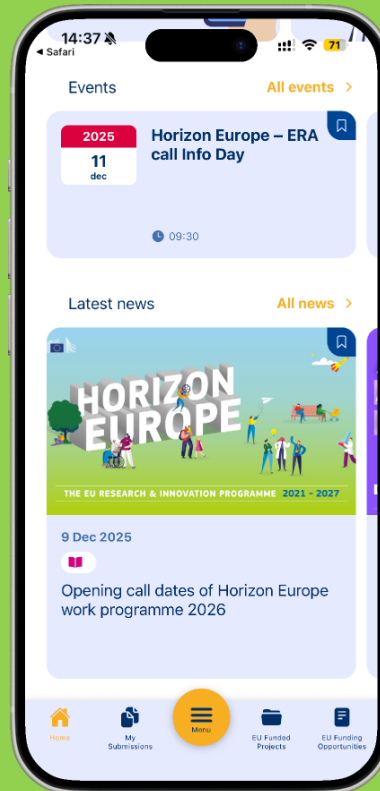 14:37
71
Safari
Events
All events
2025
11
dec
Horizon Europe – ERA
call Info Day
09:30
Latest news
All news
HORIZON
EUROPE
THE EU RESEARCH & INNOVATION PROGRAMME 2021 - 2027
9 Dec 2025
Opening call dates of Horizon Europe
work programme 2026
Home
My
Submissions
Menu
EU Funded
Projects
EU Funding
Opportunities